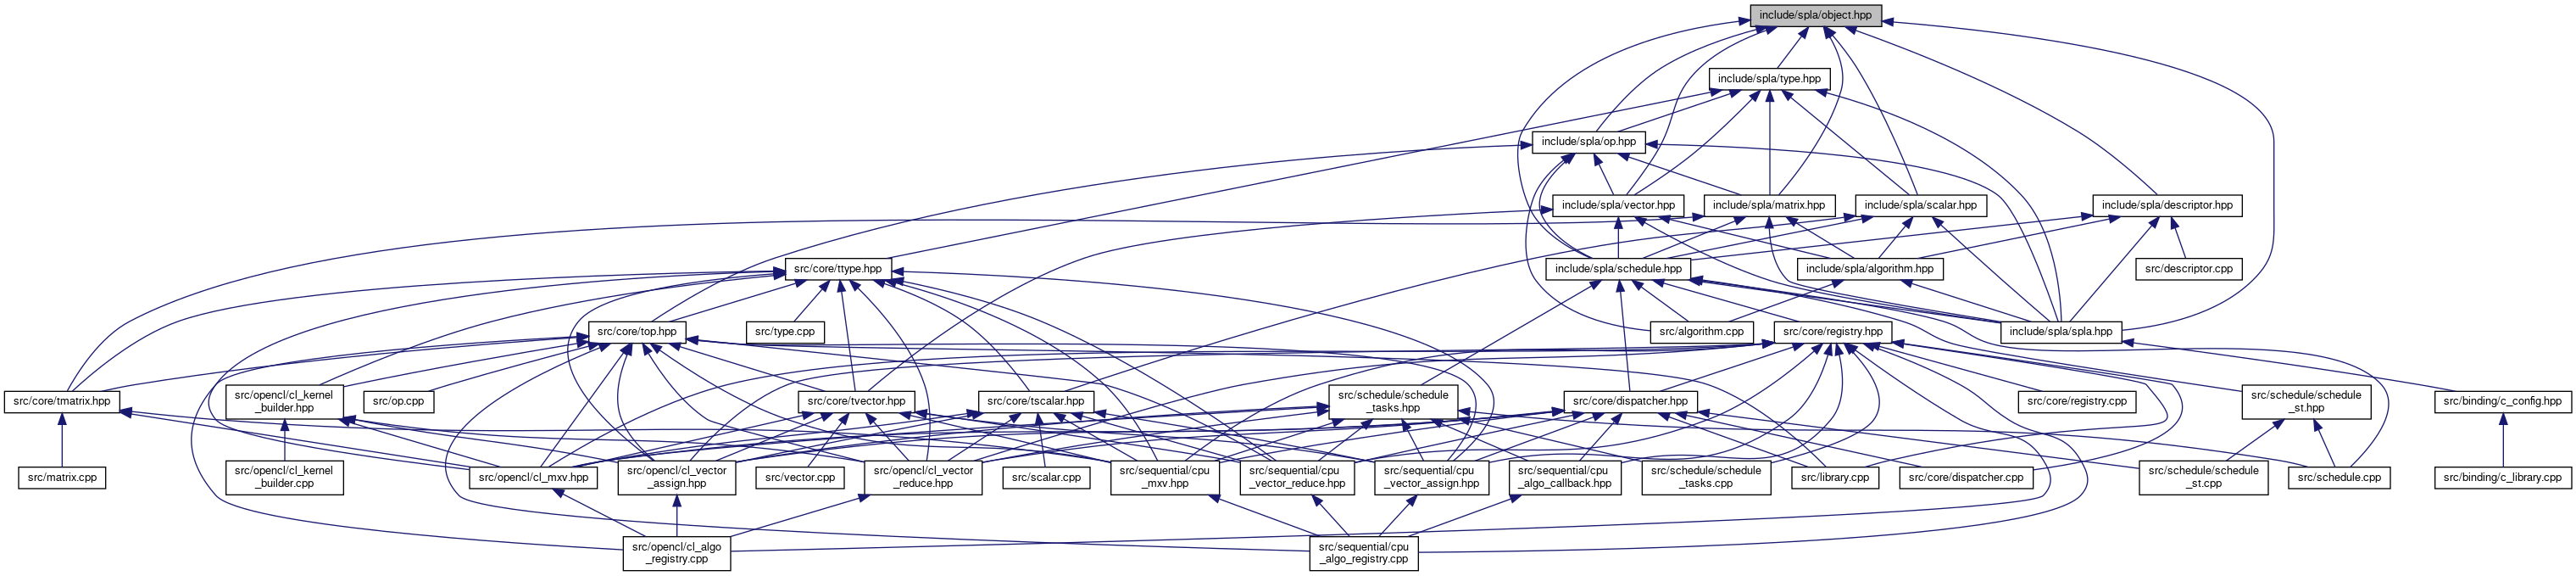 include/spla/object.hpp
include/spla/type.hpp
include/spla/op.hpp
include/spla/vector.hpp
include/spla/matrix.hpp
include/spla/scalar.hpp
include/spla/descriptor.hpp
src/core/ttype.hpp
include/spla/schedule.hpp
include/spla/algorithm.hpp
src/descriptor.cpp
src/core/top.hpp
src/type.cpp
src/algorithm.cpp
src/core/registry.hpp
include/spla/spla.hpp
src/core/tmatrix.hpp
src/opencl/cl_kernel
_builder.hpp
src/op.cpp
src/core/tvector.hpp
src/core/tscalar.hpp
src/schedule/schedule
_tasks.hpp
src/core/dispatcher.hpp
src/core/registry.cpp
src/schedule/schedule
_st.hpp
src/binding/c_config.hpp
src/matrix.cpp
src/opencl/cl_kernel
_builder.cpp
src/opencl/cl_mxv.hpp
src/opencl/cl_vector
_assign.hpp
src/vector.cpp
src/opencl/cl_vector
_reduce.hpp
src/scalar.cpp
src/sequential/cpu
_mxv.hpp
src/sequential/cpu
_vector_reduce.hpp
src/sequential/cpu
_vector_assign.hpp
src/sequential/cpu
_algo_callback.hpp
src/schedule/schedule
_tasks.cpp
src/library.cpp
src/core/dispatcher.cpp
src/schedule/schedule
_st.cpp
src/schedule.cpp
src/binding/c_library.cpp
src/opencl/cl_algo
_registry.cpp
src/sequential/cpu
_algo_registry.cpp